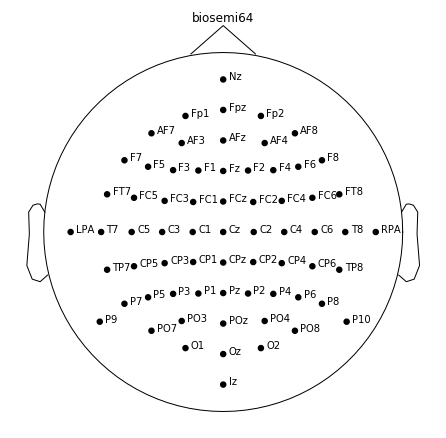 biosemi64
Nz
Fp1 Fpz Fp2
AF7 AF3 AFz AF4 AF8
F7 F5 F3 F1 Fz F2 F4 F6 F8
FT7 FC5 FC3 FC1 FCz FC2 FC4 FC6 FT8
LPA T7 C5 C3 C1 Cz C2 C4 C6 T8 RPA
TP7 CP5 CP3 CP1 CPz CP2 CP4 CP6 TP8
P7 P5 P3 P1 Pz P2 P4 P6 P8
P9 PO7 PO3 POz PO4 PO8 P10
O1 Oz O2
Iz